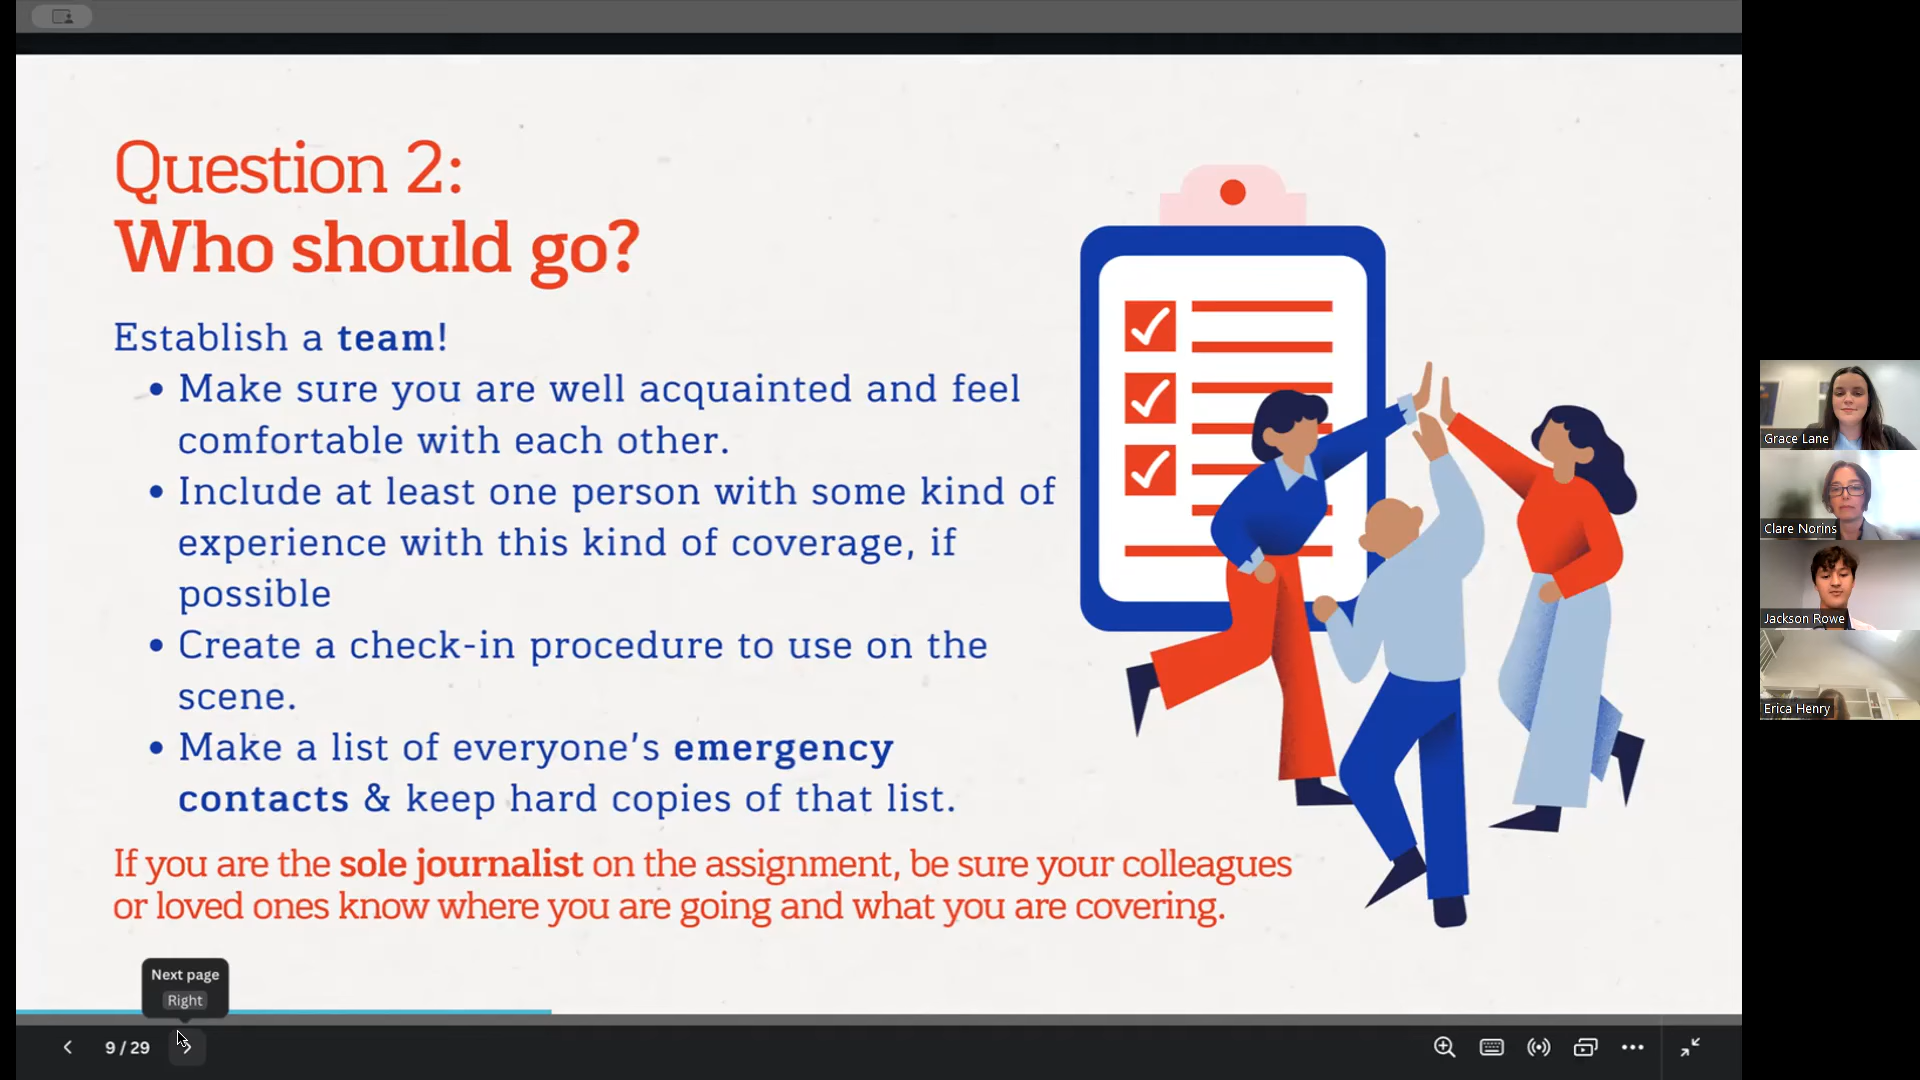 Question 2:
Who should go?
Establish a team!
• Make sure you are well acquainted and feel
comfortable with each other.
• Include at least one person with some kind of
experience with this kind of coverage, if
possible
• Create a check-in procedure to use on the
scene.
• Make a list of everyone’s emergency
contacts & keep hard copies of that list.
If you are the sole journalist on the assignment, be sure your colleagues
or loved ones know where you are going and what you are covering.
Next page
Right
9 / 29
Grace Lane
Clare Norins
Jackson Rowe
Erica Henry